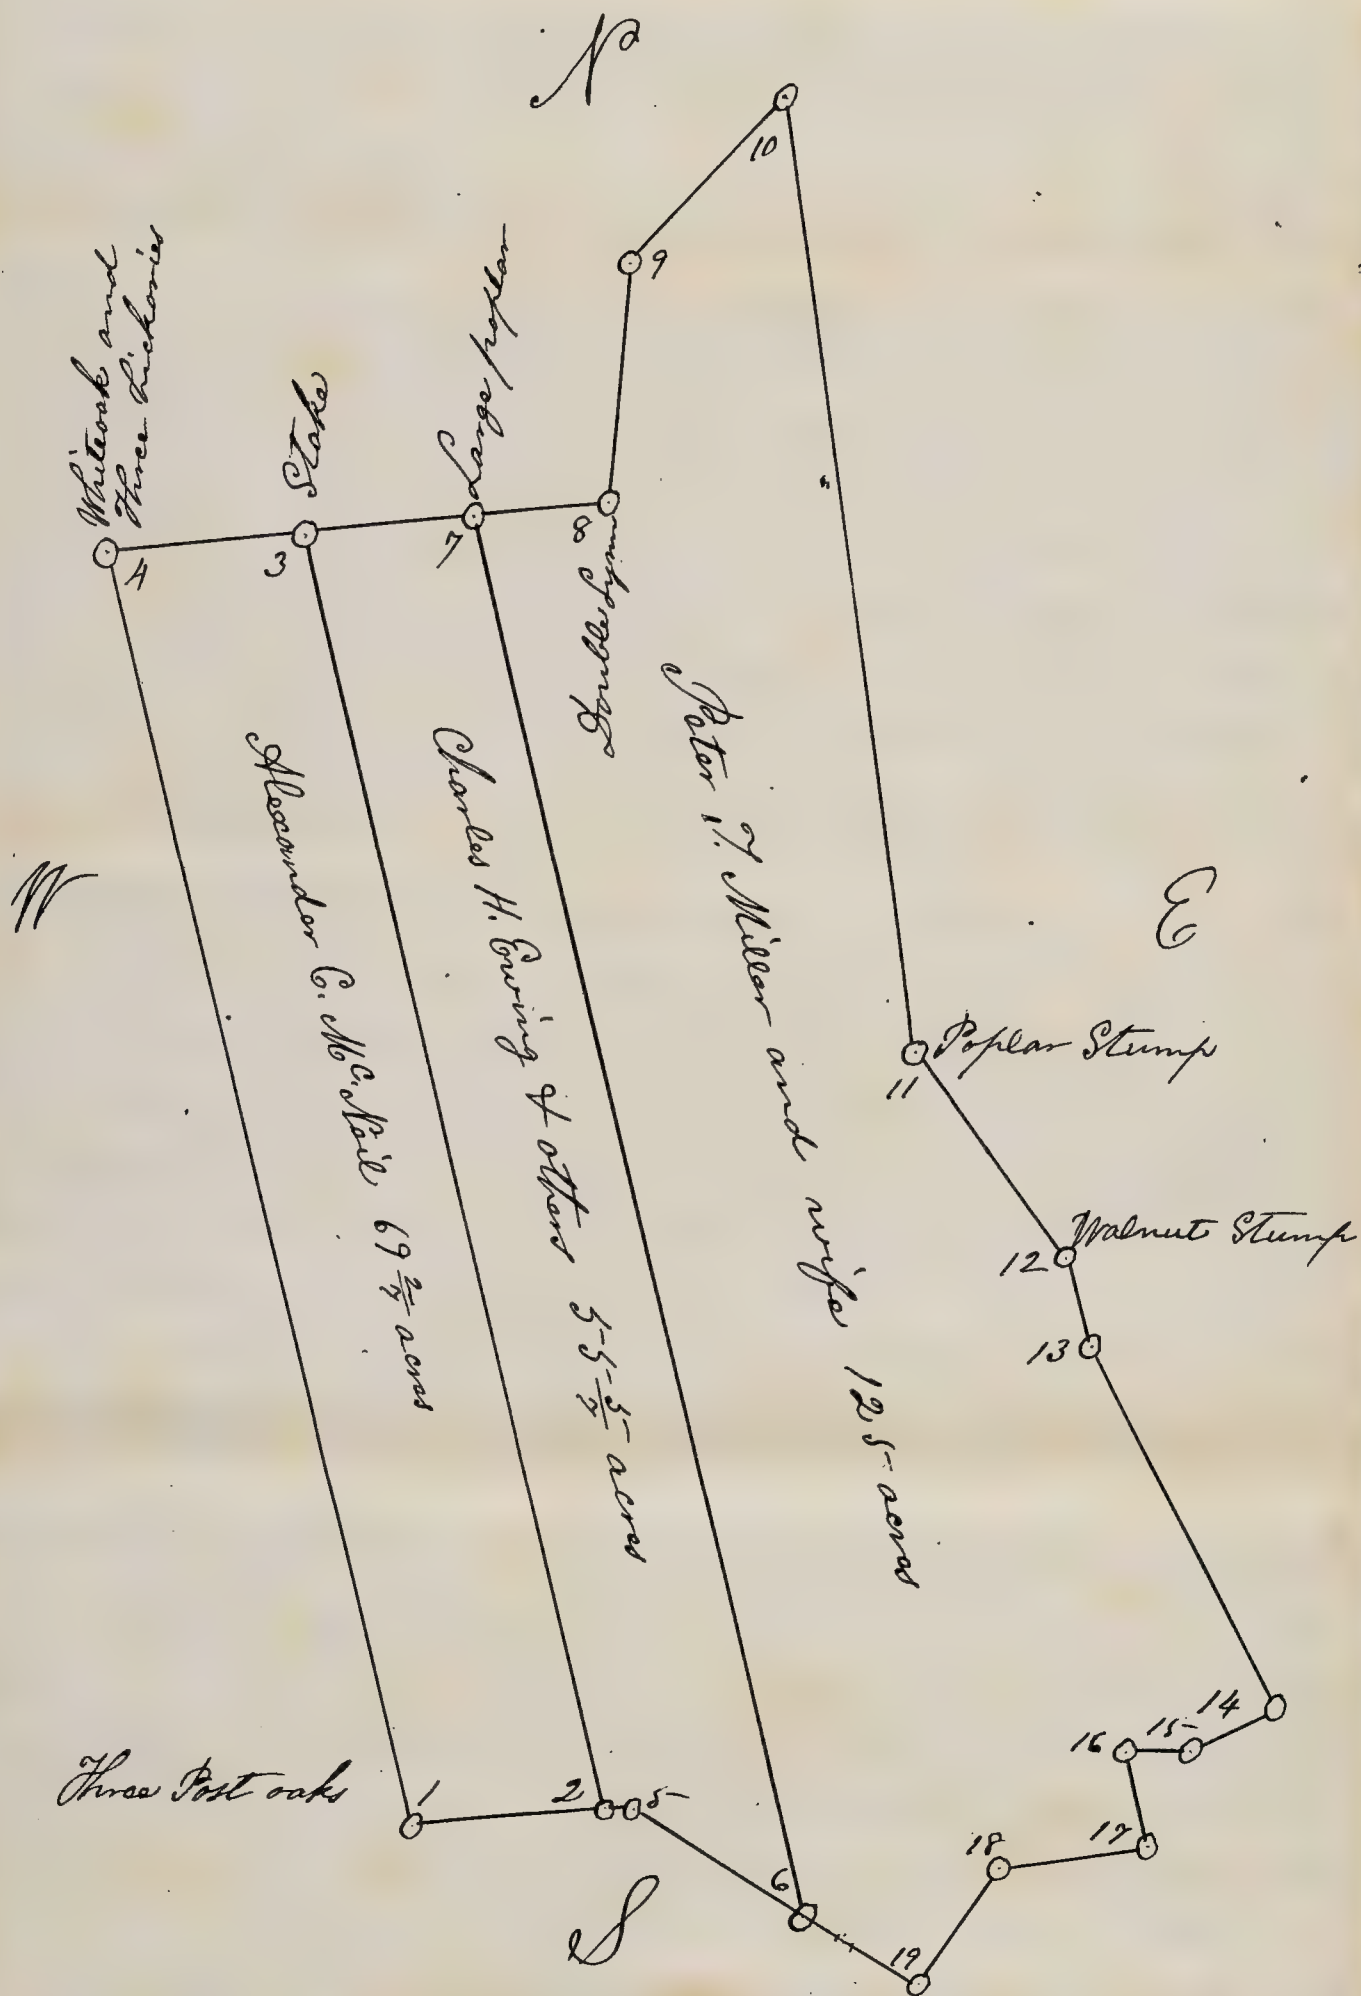 N
10
9
Whiteoak and
three hickories
Stake
Large poplar
4
3
7
8
Doubleing
W
E
Alexander C. McNeil 69 2/7 acres
Charles H. Ewing & others 55 5/7 acres
Peter T. Miller and wife 125 acres
11
Poplar Stump
12
Walnut Stump
13
14
15
16
17
18
19
Three Post oaks
1
2
5
6
S